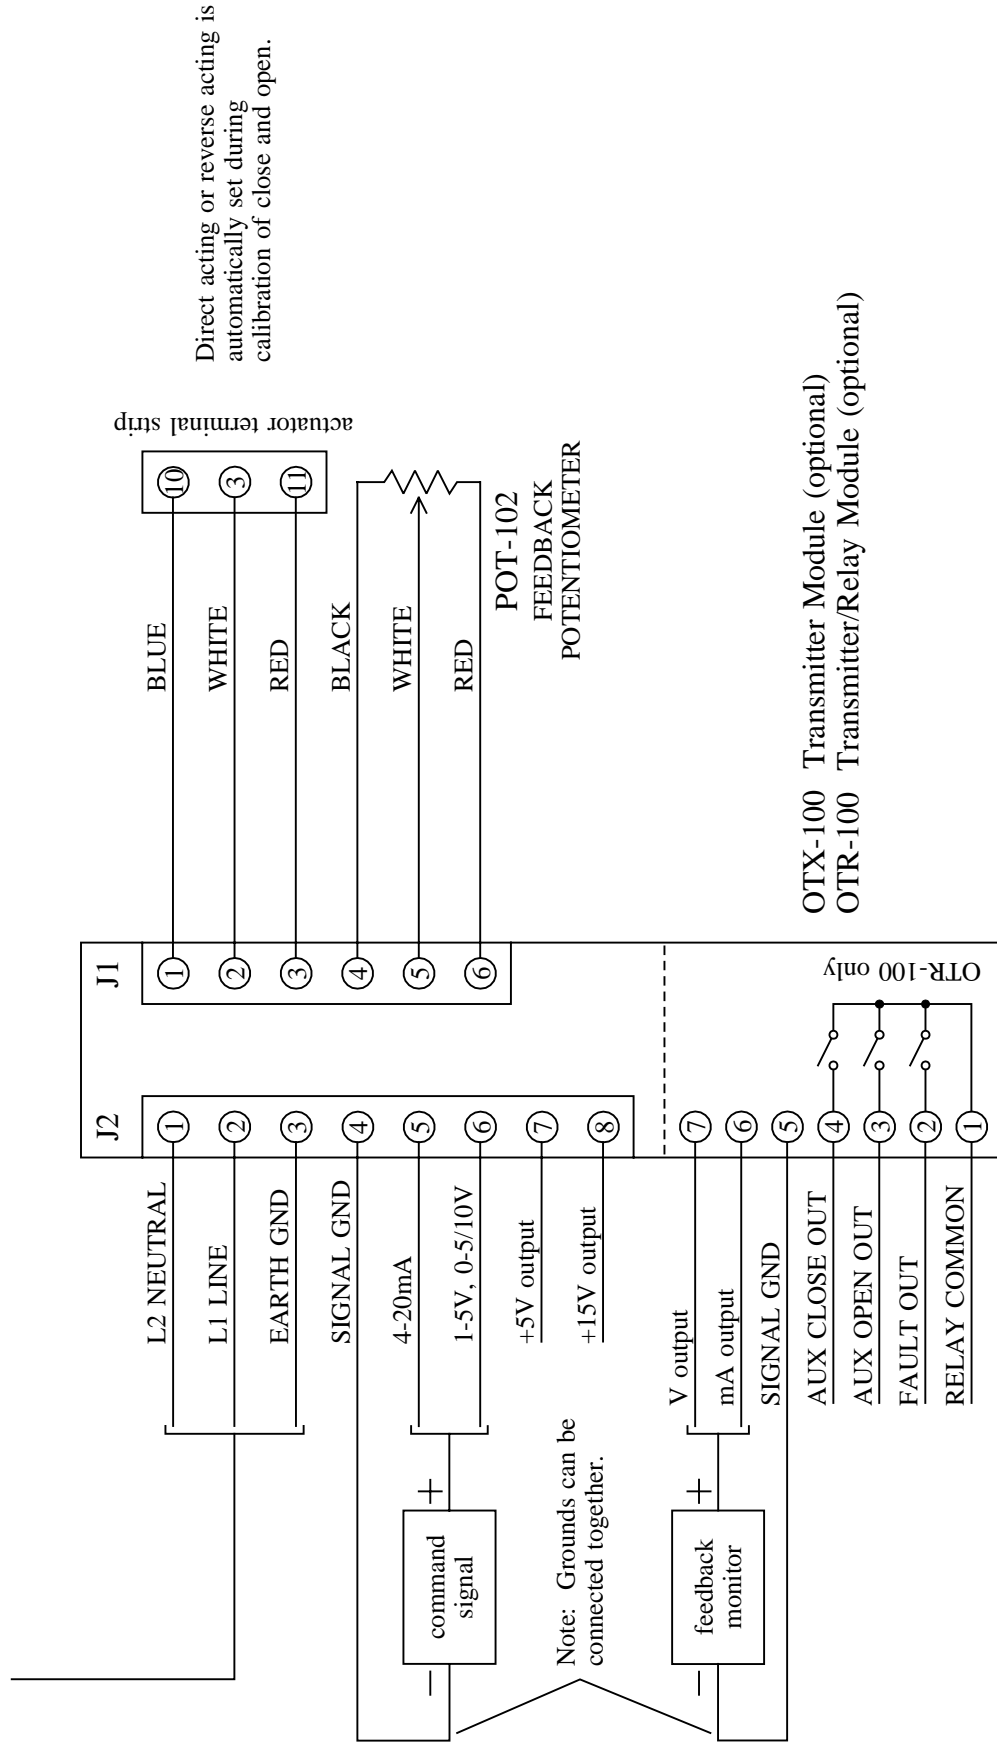 Direct acting or reverse acting is
automatically set during
calibration of close and open.
actuator terminal strip
10
3
11
BLUE
WHITE
RED
BLACK
WHITE
RED
POT-102
FEEDBACK
POTENTIOMETER
J1
1
2
3
4
5
6
J2
1
2
3
4
5
6
7
8
L2 NEUTRAL
L1 LINE
EARTH GND
SIGNAL GND
4-20mA
1-5V, 0-5/10V
+5V output
+15V output
+
command
signal
−
Note: Grounds can be
connected together.
OTX-100 Transmitter Module (optional)
OTR-100 Transmitter/Relay Module (optional)
OTR-100 only
7
6
5
4
3
2
1
V output
mA output
SIGNAL GND
AUX CLOSE OUT
AUX OPEN OUT
FAULT OUT
RELAY COMMON
+
feedback
monitor
−